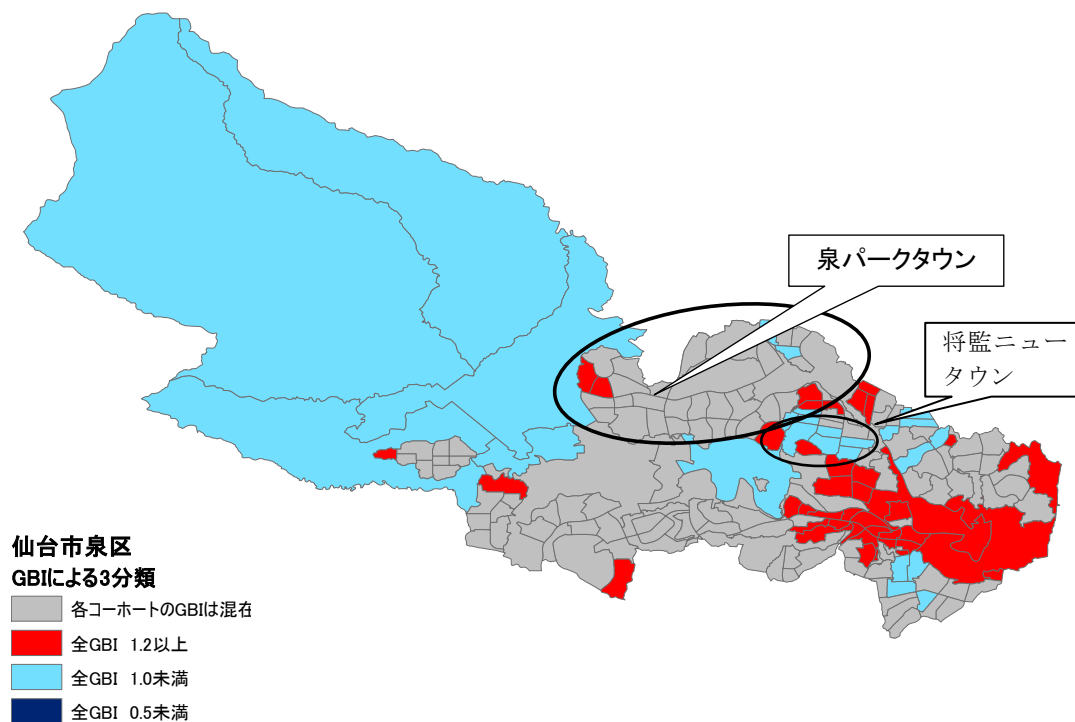 泉パークタウン
将監ニュー
タウン
仙台市泉区
GBIによる3分類
各コーホートのGBIは混在
全GBI 1.2以上
全GBI 1.0未満
全GBI 0.5未満